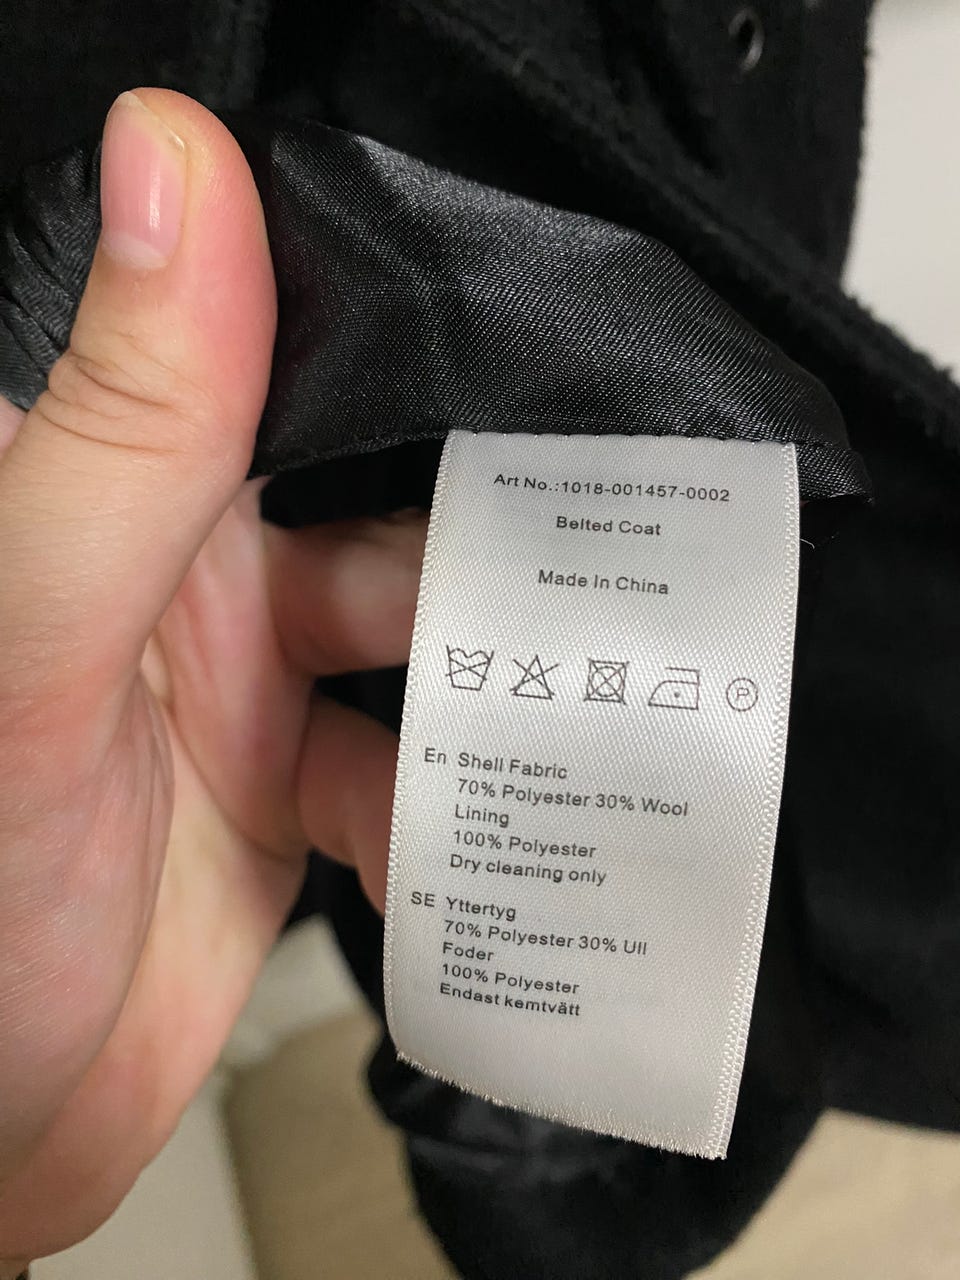 Art No.:1018-001457-0002
Belted Coat
Made In China
P
En Shell Fabric
70% Polyester 30% Wool
Lining
100% Polyester
Dry cleaning only
SE Yttertyg
70% Polyester 30% Ull
Foder
100% Polyester
Endast kemtvätt